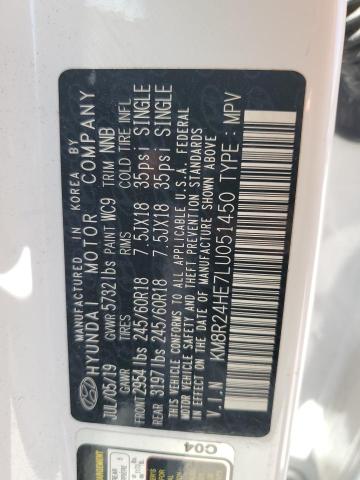 MANUFACTURED IN KOREA BY
HYUNDAI MOTOR COMPANY
JUL/05/19 GVWR 5732 lbs PAINT WC9 TRIM NNB
GAWR TIRES RIMS COLD TIRE INFL
FRONT 2954 lbs 245/60R18 7.5JX18 35psi SINGLE
REAR 3197 lbs 245/60R18 7.5JX18 35psi SINGLE
THIS VEHICLE CONFORMS TO ALL APPLICABLE U.S.A. FEDERAL
MOTOR VEHICLE SAFETY AND THEFT PREVENTION STANDARDS
IN EFFECT ON THE DATE OF MANUFACTURE SHOWN ABOVE.
V I N KM8R24HE7LU051450 TYPE : MPV
C04